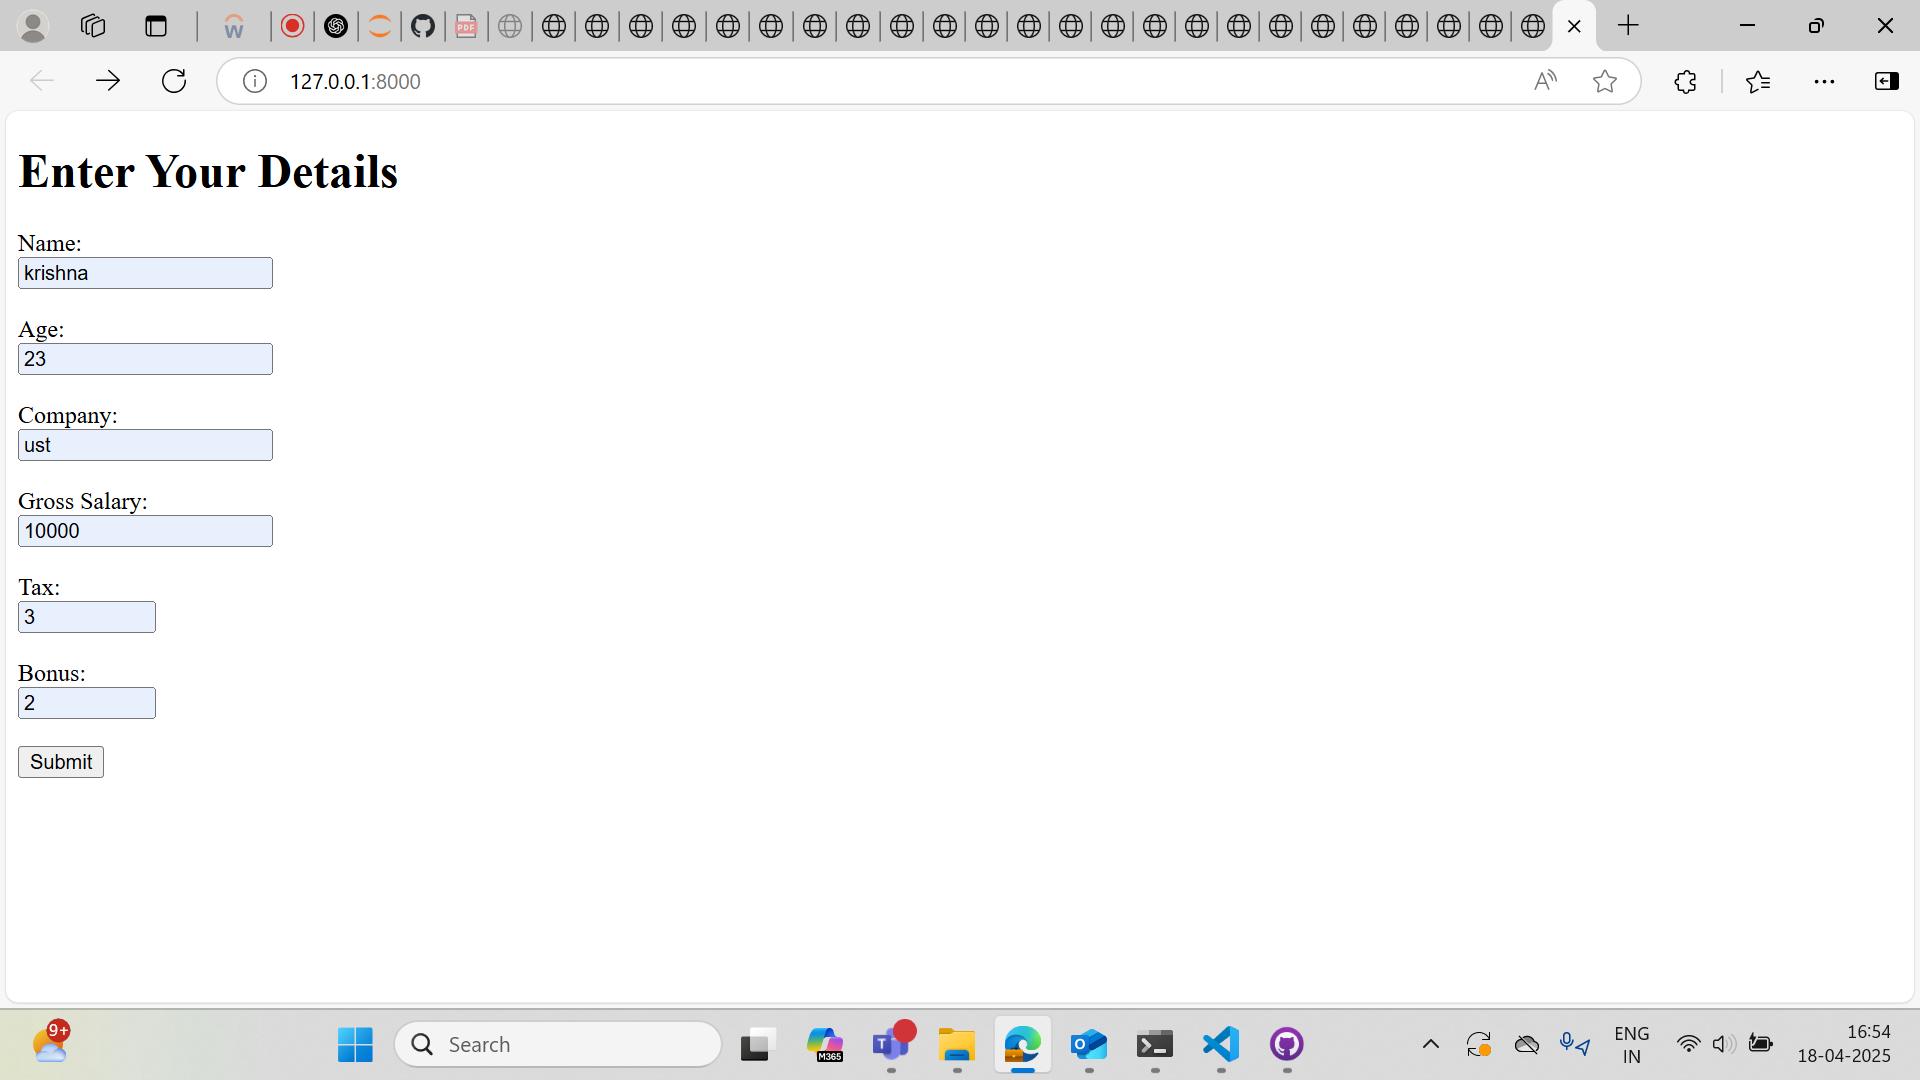 127.0.0.1:8000
Enter Your Details
Name:
krishna
Age:
23
Company:
ust
Gross Salary:
10000
Tax:
3
Bonus:
2
Submit
9+
Search
M365
ENG
IN
16:54
18-04-2025